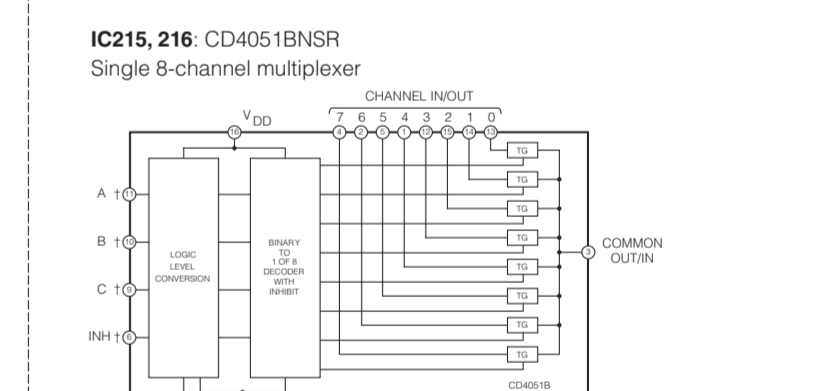 IC215, 216: CD4051BNSR
Single 8-channel multiplexer
CHANNEL IN/OUT
VDD
7 6 5 4 3 2 1 0
16
4 2 5 1 12 15 14 13
TG
TG
A † 11
TG
B † 10
BINARY
TO
1 OF 8
DECODER
WITH
INHIBIT
LOGIC
LEVEL
CONVERSION
TG
3
COMMON
OUT/IN
TG
C † 9
TG
TG
INH † 6
TG
CD4051B